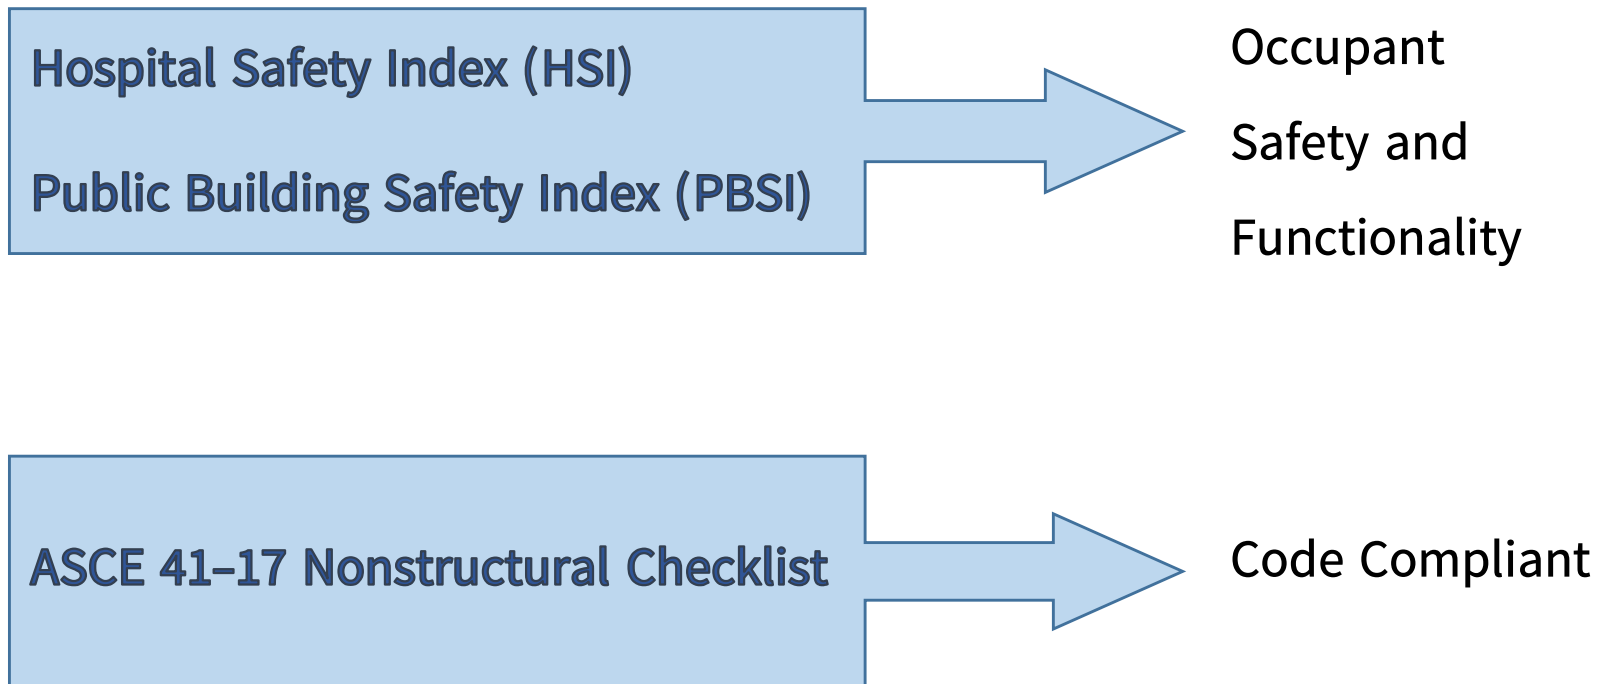 Hospital Safety Index (HSI)
Public Building Safety Index (PBSI)
Occupant
Safety and
Functionality
ASCE 41–17 Nonstructural Checklist
Code Compliant